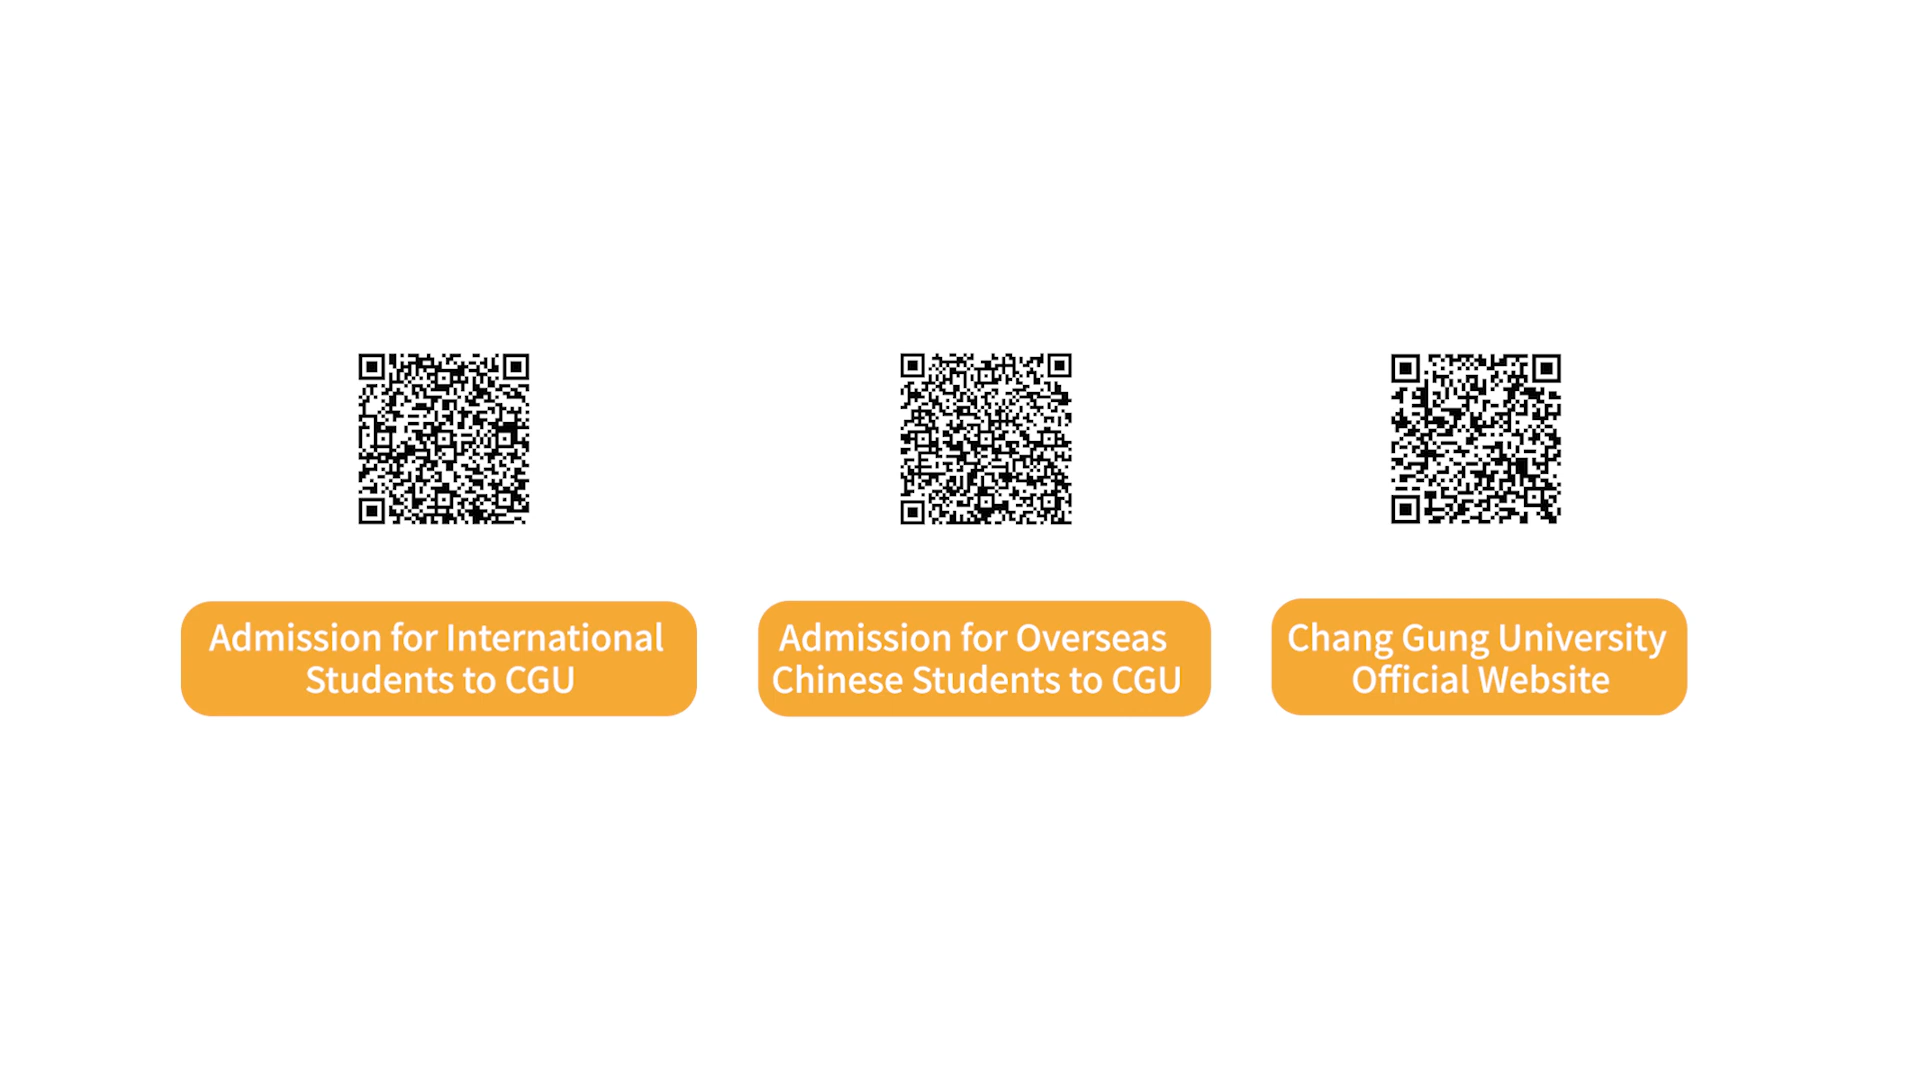 Admission for International
Students to CGU
Admission for Overseas
Chinese Students to CGU
Chang Gung University
Official Website